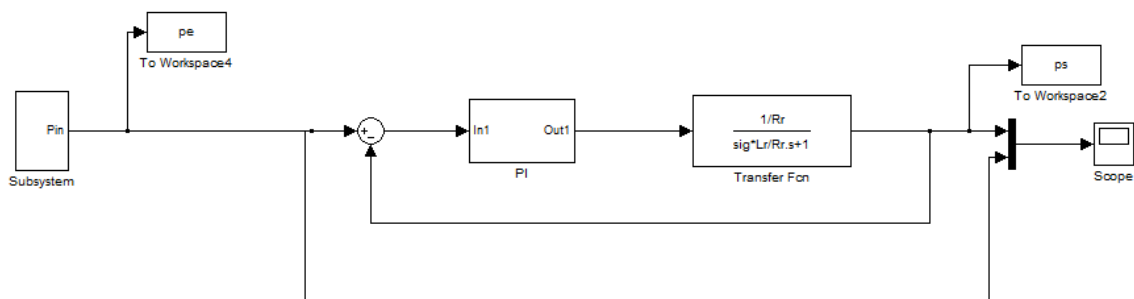 pe
To Workspace4
Pin
Subsystem
+
-
In1
Out1
PI
1/Rr
sig*Lr/Rr.s+1
Transfer Fcn
ps
To Workspace2
Scope